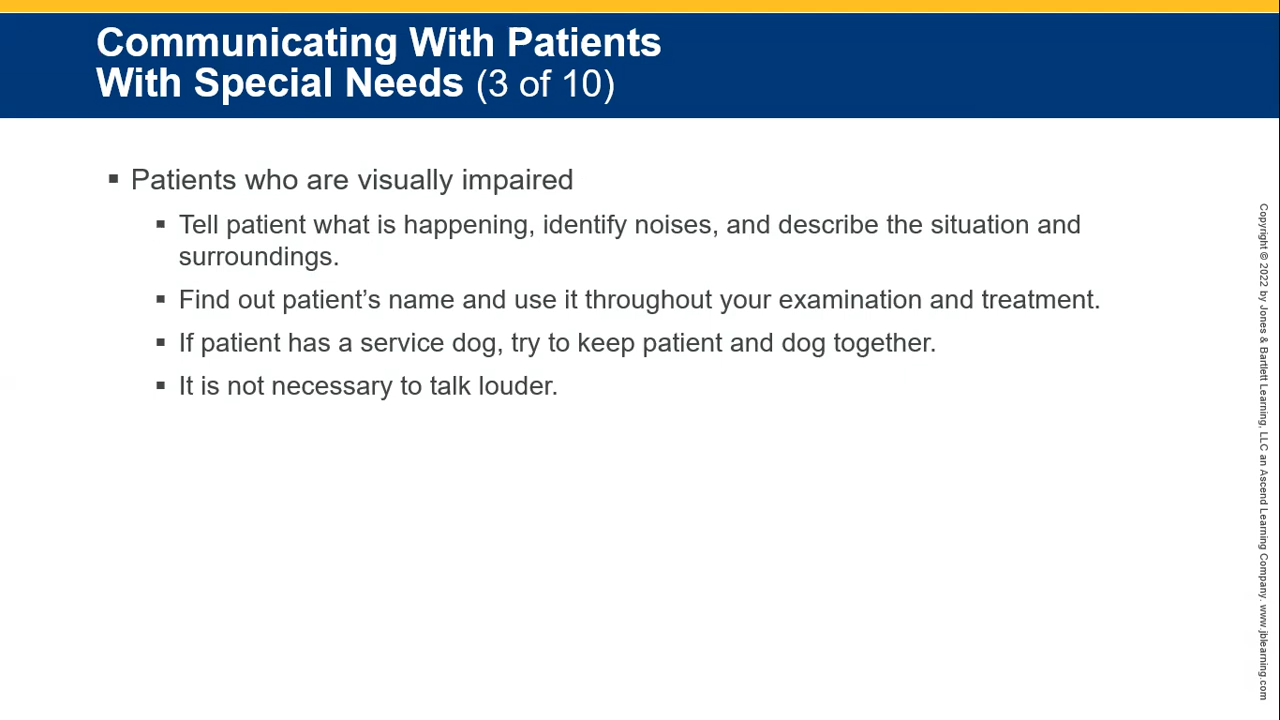 Communicating With Patients
With Special Needs (3 of 10)
▪ Patients who are visually impaired
▪ Tell patient what is happening, identify noises, and describe the situation and
surroundings.
▪ Find out patient’s name and use it throughout your examination and treatment.
▪ If patient has a service dog, try to keep patient and dog together.
▪ It is not necessary to talk louder.
Copyright © 2022 by Jones & Bartlett Learning, LLC an Ascend Learning Company. www.jblearning.com